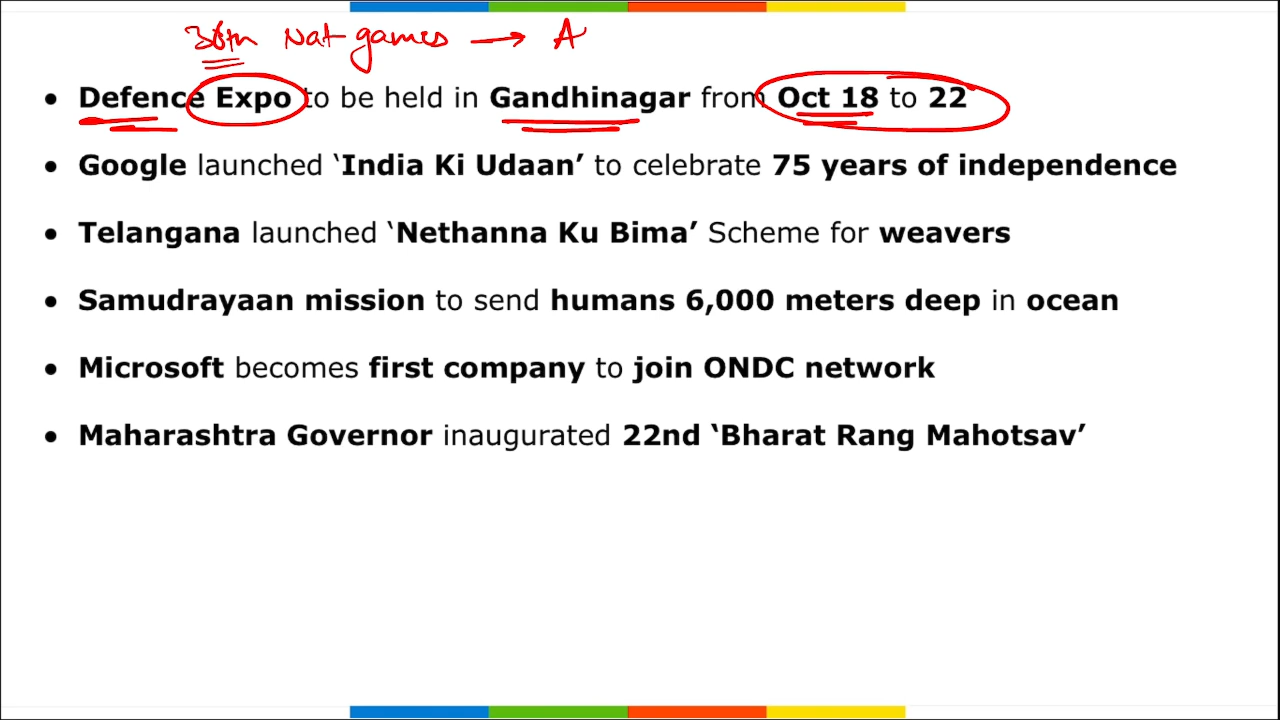 36th Nat games → A
• Defence Expo to be held in Gandhinagar from Oct 18 to 22
• Google launched ‘India Ki Udaan’ to celebrate 75 years of independence
• Telangana launched ‘Nethanna Ku Bima’ Scheme for weavers
• Samudrayaan mission to send humans 6,000 meters deep in ocean
• Microsoft becomes first company to join ONDC network
• Maharashtra Governor inaugurated 22nd ‘Bharat Rang Mahotsav’